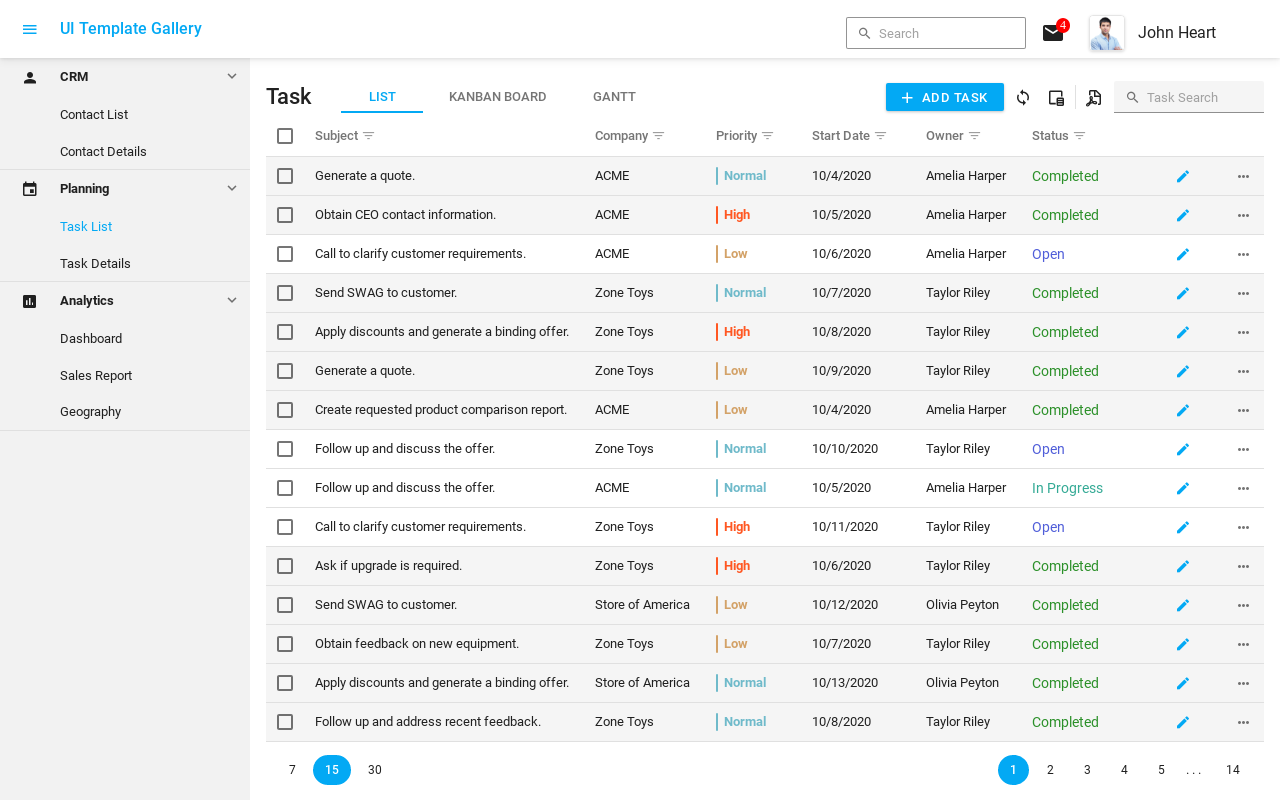 UI Template Gallery
Search
4
John Heart
CRM
Contact List
Contact Details
Planning
Task List
Task Details
Analytics
Dashboard
Sales Report
Geography
Task LIST KANBAN BOARD GANTT ADD TASK Task Search
Subject Company Priority Start Date Owner Status
Generate a quote. ACME Normal 10/4/2020 Amelia Harper Completed
Obtain CEO contact information. ACME High 10/5/2020 Amelia Harper Completed
Call to clarify customer requirements. ACME Low 10/6/2020 Amelia Harper Open
Send SWAG to customer. Zone Toys Normal 10/7/2020 Taylor Riley Completed
Apply discounts and generate a binding offer. Zone Toys High 10/8/2020 Taylor Riley Completed
Generate a quote. Zone Toys Low 10/9/2020 Taylor Riley Completed
Create requested product comparison report. ACME Low 10/4/2020 Amelia Harper Completed
Follow up and discuss the offer. Zone Toys Normal 10/10/2020 Taylor Riley Open
Follow up and discuss the offer. ACME Normal 10/5/2020 Amelia Harper In Progress
Call to clarify customer requirements. Zone Toys High 10/11/2020 Taylor Riley Open
Ask if upgrade is required. Zone Toys High 10/6/2020 Taylor Riley Completed
Send SWAG to customer. Store of America Low 10/12/2020 Olivia Peyton Completed
Obtain feedback on new equipment. Zone Toys Low 10/7/2020 Taylor Riley Completed
Apply discounts and generate a binding offer. Store of America Normal 10/13/2020 Olivia Peyton Completed
Follow up and address recent feedback. Zone Toys Normal 10/8/2020 Taylor Riley Completed
7 15 30 1 2 3 4 5 . . . 14